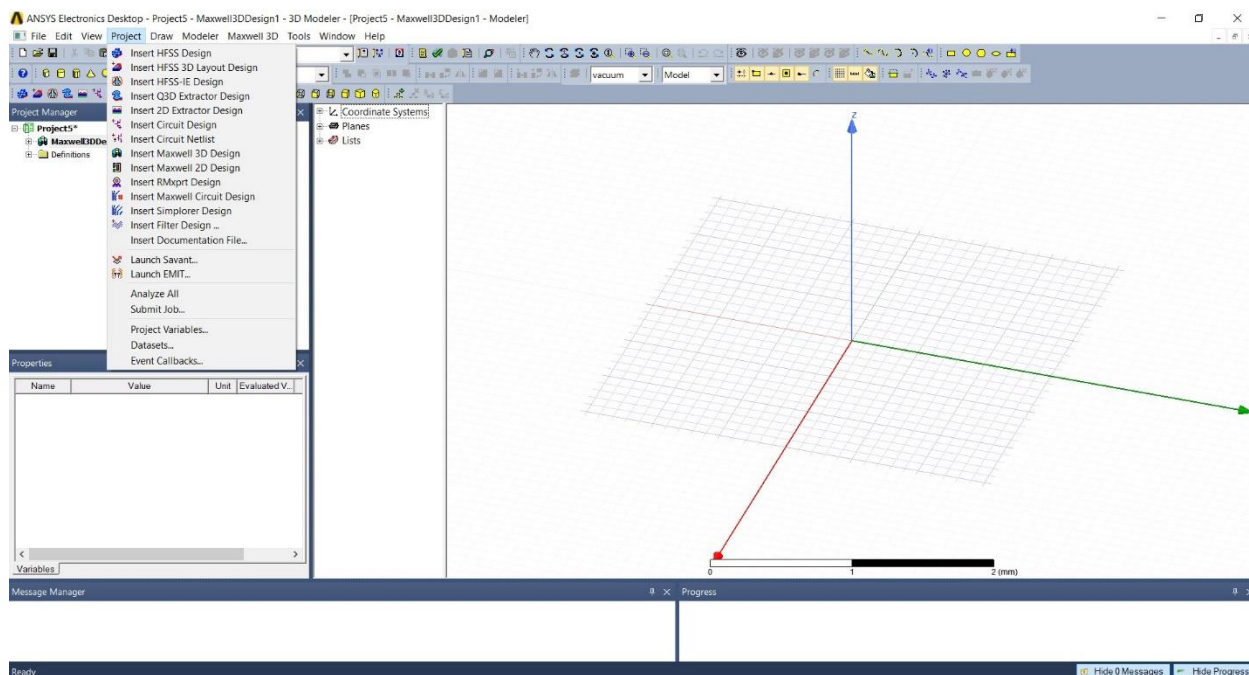 ANSYS Electronics Desktop - Project5 - Maxwell3DDesign1 - 3D Modeler - [Project5 - Maxwell3DDesign1 - Modeler]
File Edit View Project Draw Modeler Maxwell 3D Tools Window Help
vacuum Model
Project Manager
Project5*
Maxwell3DDe
Definitions
Insert HFSS Design
Insert HFSS 3D Layout Design
Insert HFSS-IE Design
Insert Q3D Extractor Design
Insert 2D Extractor Design
Insert Circuit Design
Insert Circuit Netlist
Insert Maxwell 3D Design
Insert Maxwell 2D Design
Insert RMxprt Design
Insert Maxwell Circuit Design
Insert Simplorer Design
Insert Filter Design ...
Insert Documentation File...
Launch Savant...
Launch EMIT...
Analyze All
Submit Job...
Project Variables...
Datasets...
Event Callbacks...
Coordinate Systems
Planes
Lists
Z
0 1 2 (mm)
Properties
Name Value Unit Evaluated V...
Variables
Message Manager
Progress
Ready
Hide 0 Messages Hide Progress